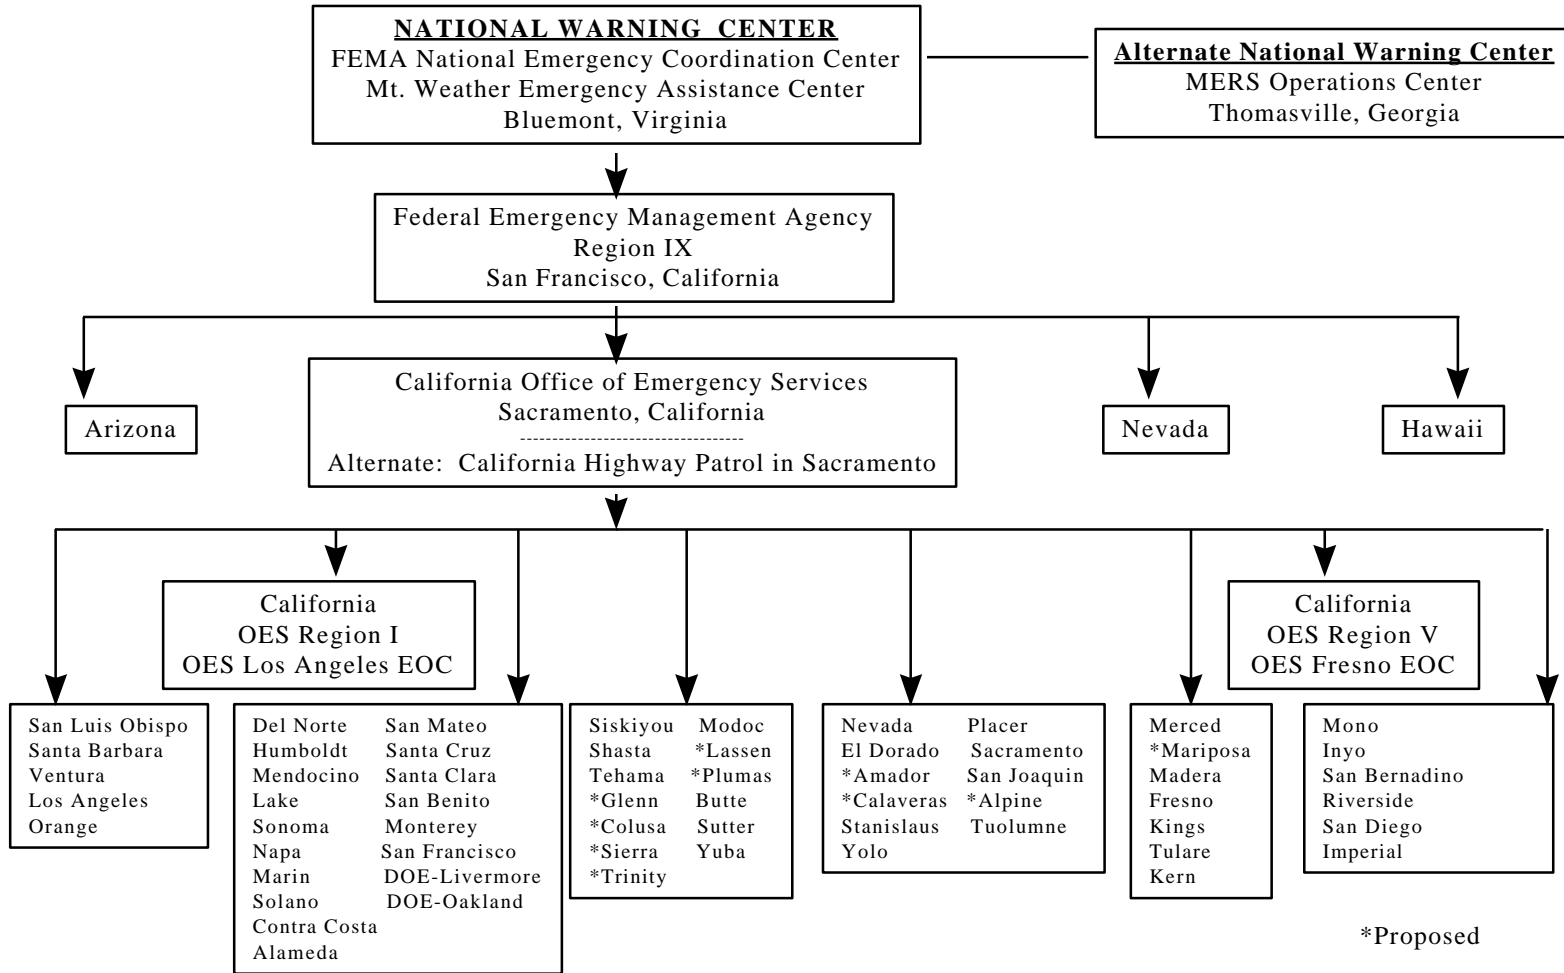 NATIONAL WARNING CENTER
FEMA National Emergency Coordination Center
Mt. Weather Emergency Assistance Center
Bluemont, Virginia
Alternate National Warning Center
MERS Operations Center
Thomasville, Georgia
Federal Emergency Management Agency
Region IX
San Francisco, California
Arizona
California Office of Emergency Services
Sacramento, California
-----------------------------------
Alternate: California Highway Patrol in Sacramento
Nevada
Hawaii
California
OES Region I
OES Los Angeles EOC
California
OES Region V
OES Fresno EOC
San Luis Obispo
Santa Barbara
Ventura
Los Angeles
Orange
Del Norte San Mateo
Humboldt Santa Cruz
Mendocino Santa Clara
Lake San Benito
Sonoma Monterey
Napa San Francisco
Marin DOE-Livermore
Solano DOE-Oakland
Contra Costa
Alameda
Siskiyou Modoc
Shasta *Lassen
Tehama *Plumas
*Glenn Butte
*Colusa Sutter
*Sierra Yuba
*Trinity
Nevada Placer
El Dorado Sacramento
*Amador San Joaquin
*Calaveras *Alpine
Stanislaus Tuolumne
Yolo
Merced
*Mariposa
Madera
Fresno
Kings
Tulare
Kern
Mono
Inyo
San Bernadino
Riverside
San Diego
Imperial
*Proposed